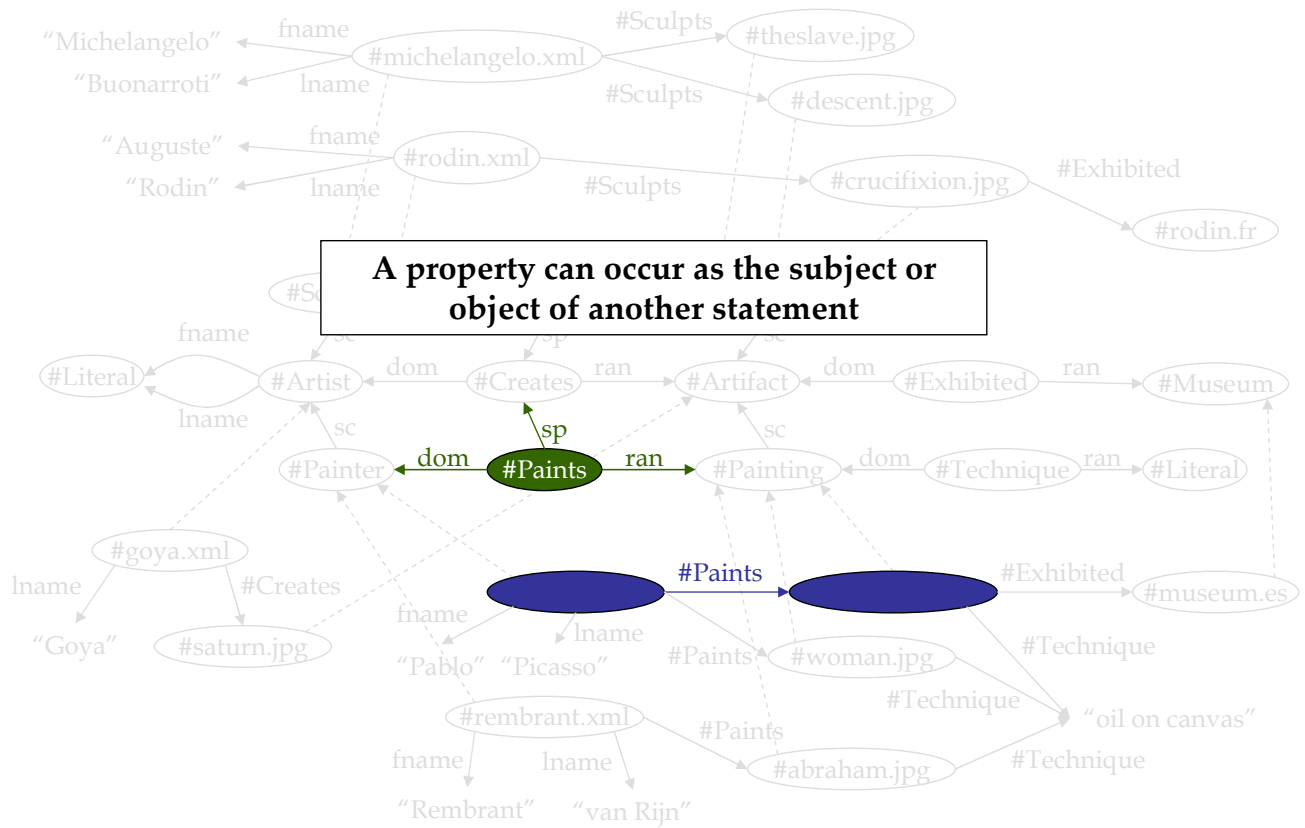 fname
#Sculpts
“Michelangelo”
#michelangelo.xml
#theslave.jpg
“Buonarroti”
lname
#Sculpts
#descent.jpg
“Auguste”
fname
#rodin.xml
“Rodin”
lname
#Sculpts
#crucifixion.jpg
#Exhibited
#rodin.fr
A property can occur as the subject or
object of another statement
fname
#Literal
#Artist
dom
#Creates
ran
#Artifact
dom
#Exhibited
ran
#Museum
lname
sc
sp
sc
#Painter
dom
#Paints
ran
#Painting
dom
#Technique
ran
#Literal
#goya.xml
lname
#Creates
“Goya”
#saturn.jpg
#Paints
#Exhibited
#museum.es
fname
lname
“Pablo”
“Picasso”
#Paints
#woman.jpg
#Technique
#Technique
“oil on canvas”
#rembrant.xml
#Paints
#Technique
fname
lname
#abraham.jpg
“Rembrant”
“van Rijn”